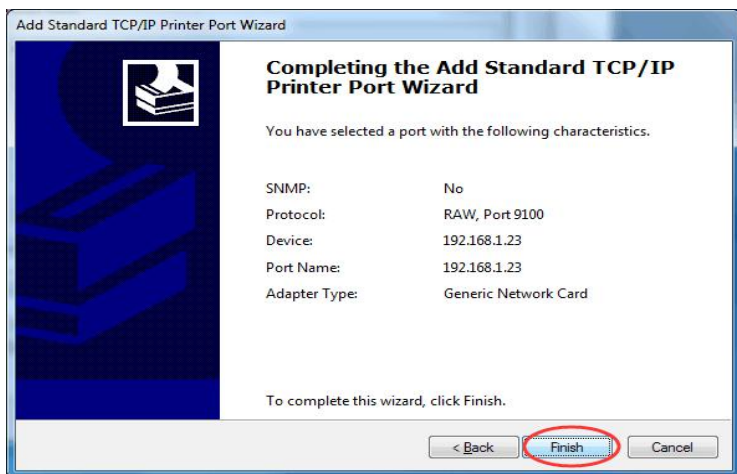 Add Standard TCP/IP Printer Port Wizard
Completing the Add Standard TCP/IP
Printer Port Wizard
You have selected a port with the following characteristics.
SNMP: No
Protocol: RAW, Port 9100
Device: 192.168.1.23
Port Name: 192.168.1.23
Adapter Type: Generic Network Card
To complete this wizard, click Finish.
< Back Finish Cancel